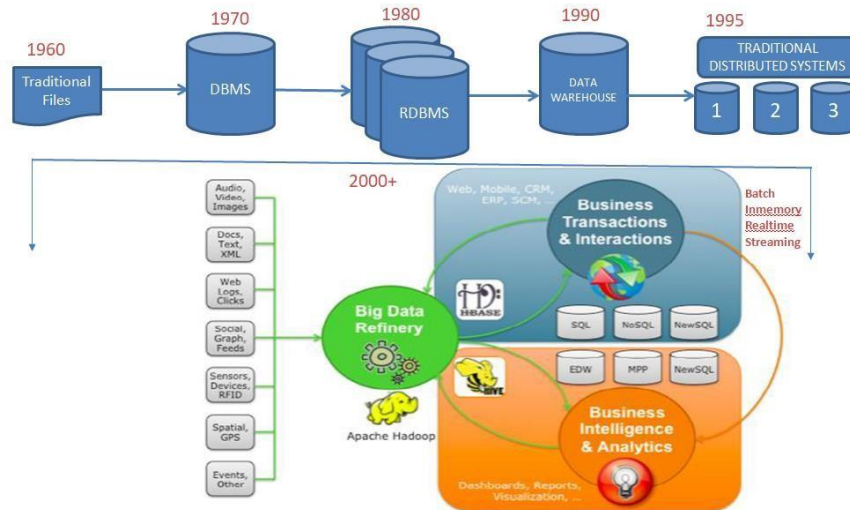 1960
1970
1980
1990
1995
Traditional
Files
DBMS
RDBMS
DATA
WAREHOUSE
TRADITIONAL
DISTRIBUTED SYSTEMS
1
2
3
2000+
Audio,
Video,
Images
Docs,
Text,
XML
Web
Logs,
Clicks
Social,
Graph,
Feeds
Sensors,
Devices,
RFID
Spatial,
GPS
Events,
Other
Big Data
Refinery
Apache Hadoop
Web, Mobile, CRM,
ERP, SCM, ...
Business
Transactions
& Interactions
HBASE
SQL
NoSQL
NewSQL
EDW
MPP
NewSQL
HIVE
Business
Intelligence
& Analytics
Dashboards, Reports,
Visualization, ...
Batch
Inmemory
Realtime
Streaming